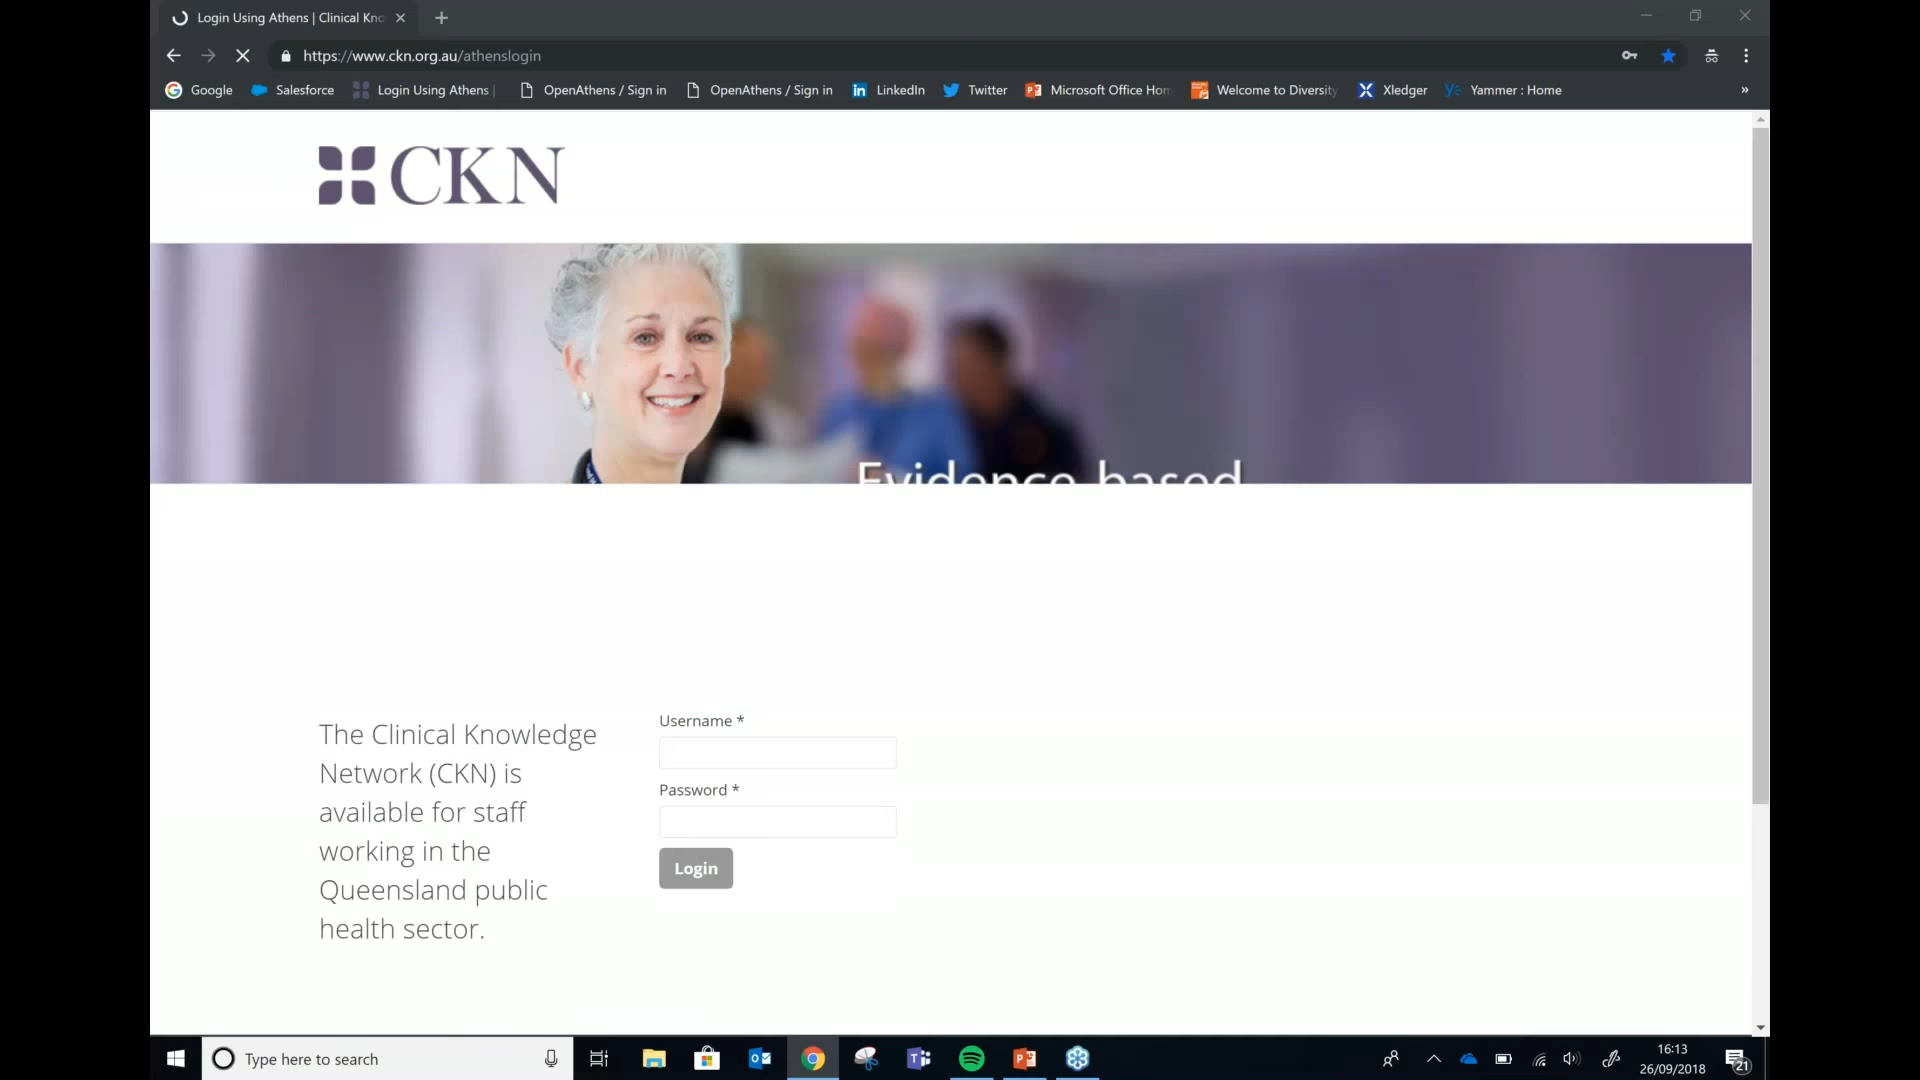 Login Using Athens | Clinical Kno
https://www.ckn.org.au/athenslogin
Google Salesforce Login Using Athens | OpenAthens / Sign in OpenAthens / Sign in LinkedIn Twitter Microsoft Office Hom Welcome to Diversity Xledger Yammer : Home »
CKN
Evidence-based
The Clinical Knowledge
Network (CKN) is
available for staff
working in the
Queensland public
health sector.
Username *
Password *
Login
Type here to search
16:13
26/09/2018
21